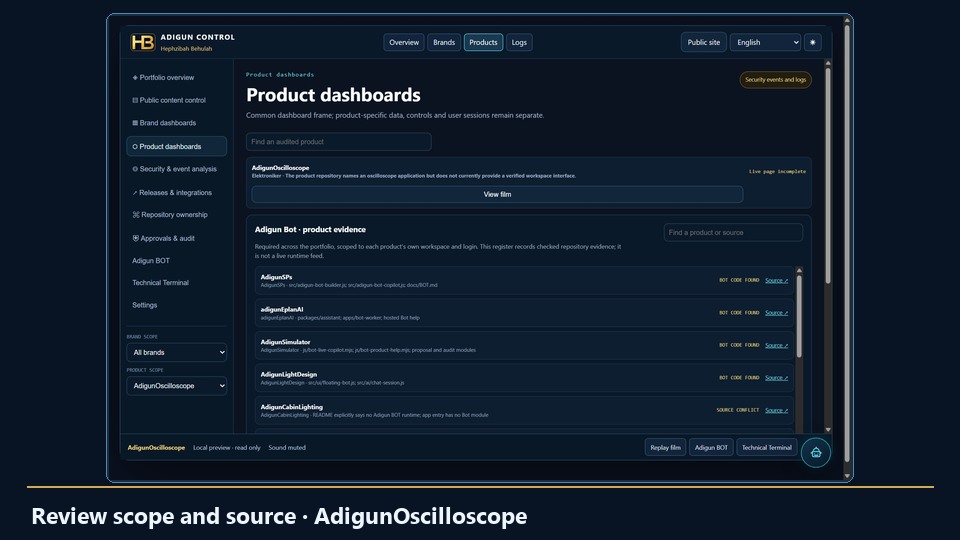 HB
ADIGUN CONTROL
Hephzibah Behulah
Overview
Brands
Products
Logs
Public site
English
Portfolio overview
Public content control
Brand dashboards
Product dashboards
Security & event analysis
Releases & integrations
Repository ownership
Approvals & audit
Adigun BOT
Technical Terminal
Settings
BRAND SCOPE
All brands
PRODUCT SCOPE
AdigunOscilloscope
Product dashboards
Product dashboards
Common dashboard frame; product-specific data, controls and user sessions remain separate.
Security events and logs
Find an audited product
AdigunOscilloscope
Elektroniker · The product repository names an oscilloscope application but does not currently provide a verified workspace interface.
Live page incomplete
View film
Adigun Bot · product evidence
Required across the portfolio, scoped to each product's own workspace and login. This register records checked repository evidence; it
is not a live runtime feed.
Find a product or source
AdigunSPs
AdigunSPs · src/adigun-bot-builder.js; src/adigun-bot-copilot.js; docs/BOT.md
BOT CODE FOUND
Source ↗
adigunEplanAI
adigunEplanAI · packages/assistant; apps/bot-worker; hosted Bot help
BOT CODE FOUND
Source ↗
AdigunSimulator
AdigunSimulator · js/bot-live-copilot.mjs; js/bot-product-help.mjs; proposal and audit modules
BOT CODE FOUND
Source ↗
AdigunLightDesign
AdigunLightDesign · src/ui/floating-bot.js; src/ai/chat-session.js
BOT CODE FOUND
Source ↗
AdigunCabinLighting
AdigunCabinLighting · README explicitly says no Adigun BOT runtime; app entry has no Bot module
SOURCE CONFLICT
Source ↗
AdigunOscilloscope
Local preview · read only
Sound muted
Replay film
Adigun BOT
Technical Terminal
Review scope and source · AdigunOscilloscope